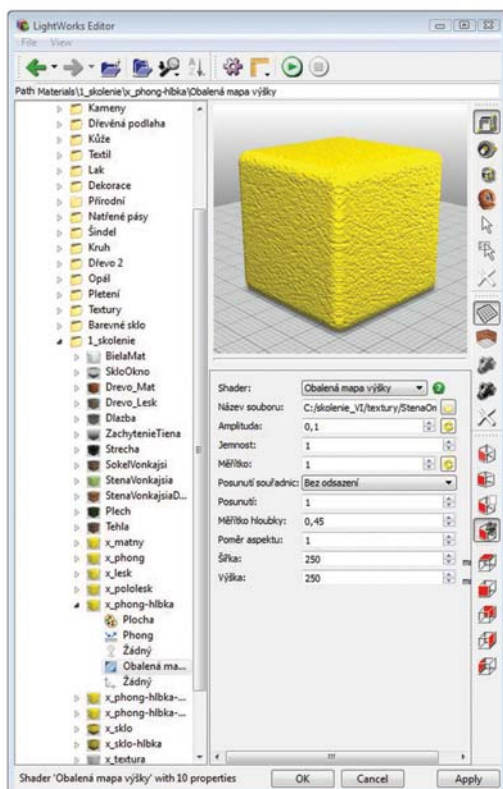 LightWorks Editor
File View
Path Materials\1_skolenie\x_phong-hlbka\Obalená mapa výšky
Kameny
Dřevěná podlaha
Kůže
Textil
Lak
Dekorace
Přírodní
Natřené pásy
Šindel
Kruh
Dřevo 2
Opál
Pletení
Textury
Barevné sklo
1_skolenie
BielaMat
SkloOkno
Drevo_Mat
Drevo_Lesk
Dlazba
ZachytenieTiena
Strecha
SokelVonkajsi
StenaVonkajsia
StenaVonkajsiaD...
Plech
Tehla
x_matny
x_phong
x_lesk
x_pololesk
x_phong-hlbka
Plocha
Phong
Žádný
Obalená ma...
Žádný
x_phong-hlbka-...
x_phong-hlbka-...
x_sklo
x_sklo-hlbka
x_textura
Shader: Obalená mapa výšky
Název souboru: C:/skolenie_VI/textury/StenaOn
Amplituda: 0,1
Jemnost: 1
Měřítko: 1
Posunutí souřadnic: Bez odsazení
Posunutí: 1
Měřítko hloubky: 0,45
Poměr aspektu: 1
Šířka: 250
Výška: 250
Shader 'Obalená mapa výšky' with 10 properties
OK Cancel Apply